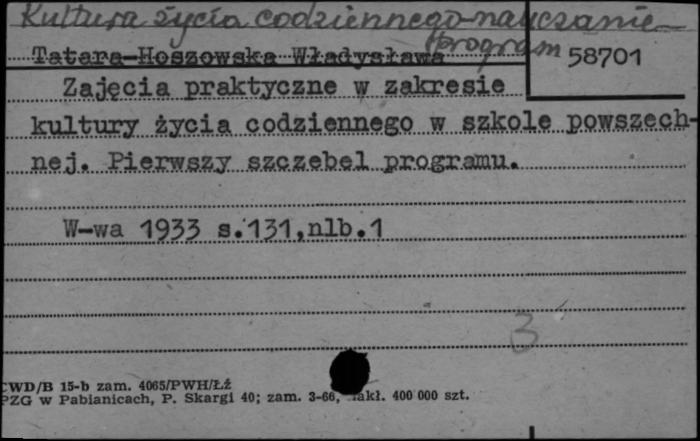 Kultura życia codziennego-nauczanie-
(program
Tatara-Hoszowska Władysława
58701
Zajęcia praktyczne w zakresie
kultury życia codziennego w szkole powszech-
nej. Pierwszy szczebel programu.
W-wa 1933 s.131,nlb.1
3
CWD/B 15-b zam. 4065/PWH/Łź
PZG w Pabianicach, P. Skargi 40; zam. 3-66, nakł. 400 000 szt.